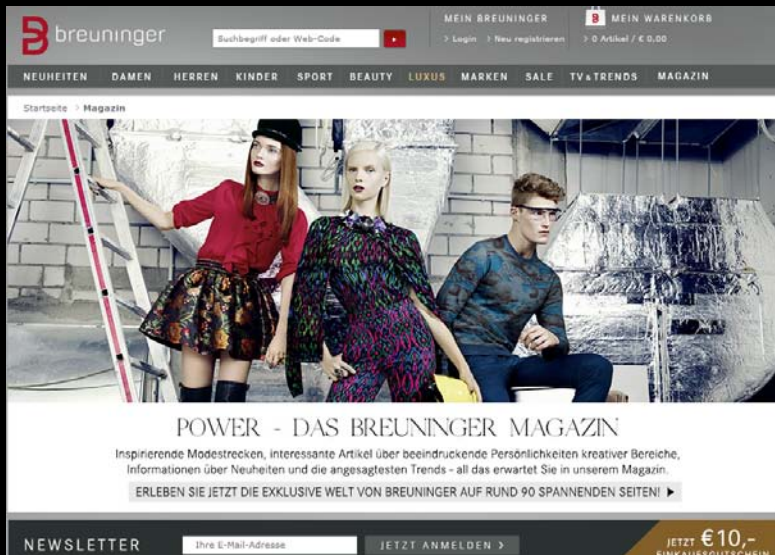 B breuninger
Suchbegriff oder Web-Code
MEIN BREUNINGER
> Login > Neu registrieren
B MEIN WARENKORB
> 0 Artikel / € 0,00
NEUHEITEN DAMEN HERREN KINDER SPORT BEAUTY LUXUS MARKEN SALE TV & TRENDS MAGAZIN
Startseite > Magazin
POWER - DAS BREUNINGER MAGAZIN
Inspirierende Modestrecken, interessante Artikel über beeindruckende Persönlichkeiten kreativer Bereiche,
Informationen über Neuheiten und die angesagtesten Trends - all das erwartet Sie in unserem Magazin.
ERLEBEN SIE JETZT DIE EXKLUSIVE WELT VON BREUNINGER AUF RUND 90 SPANNENDEN SEITEN! ▶
NEWSLETTER
Ihre E-Mail-Adresse
JETZT ANMELDEN >
JETZT €10,-
EINKAUFSGUTSCHEIN